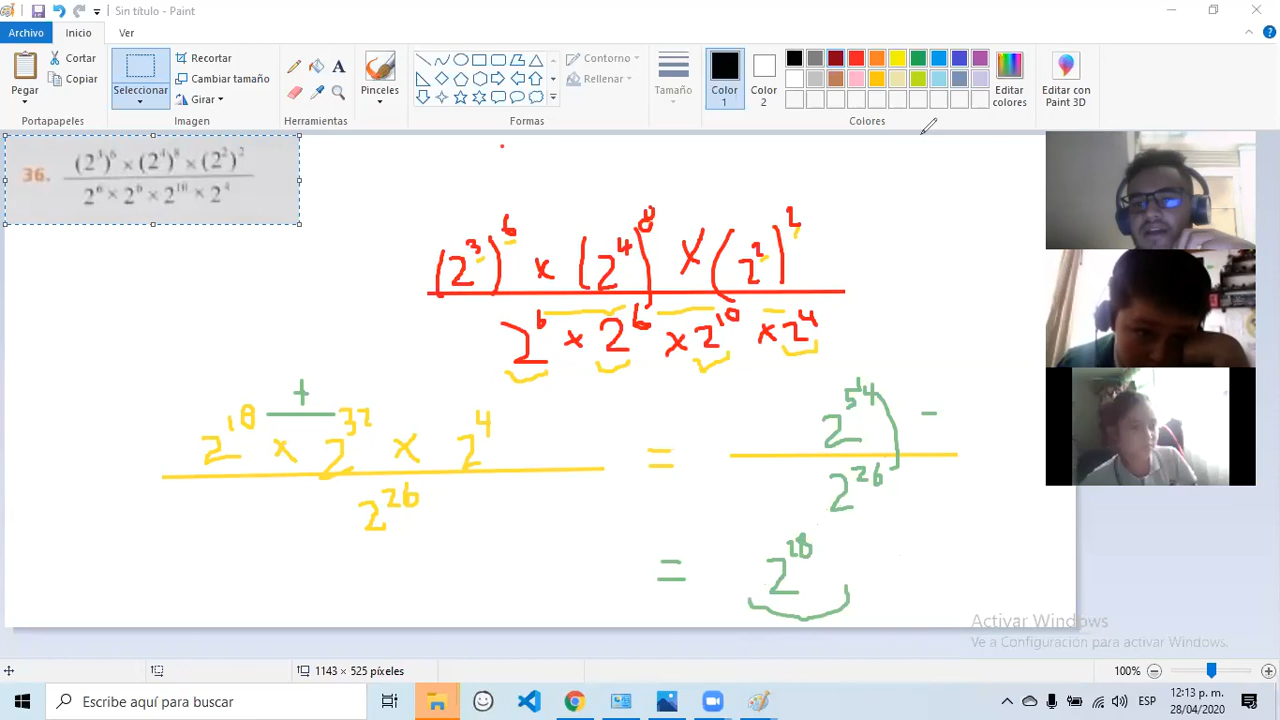 Sin título - Paint
Archivo Inicio Ver
Pegar
Cortar
Copiar
Portapapeles
Seleccionar
Recortar
Cambiar tamaño
Girar
Imagen
A
Herramientas
Pinceles
Contorno
Rellenar
Formas
Tamaño
Color 1
Color 2
Editar colores
Colores
Editar con Paint 3D
36. (2³)⁶ × (2⁴)⁸ × (2²)²
2⁶ × 2⁶ × 2¹⁰ × 2⁴
(2³)⁶ x (2⁴)⁸ x (2²)²
2⁶ x 2⁶ x 2¹⁰ x 2⁴
+
2¹⁸ x 2³² x 2⁴ = 2⁵⁴ -
2²⁶ 2²⁶
= 2²⁸
Activar Windows
Ve a Configuración para activar Windows.
1143 × 525 píxeles
100%
Escribe aquí para buscar
ESP
12:13 p. m.
28/04/2020